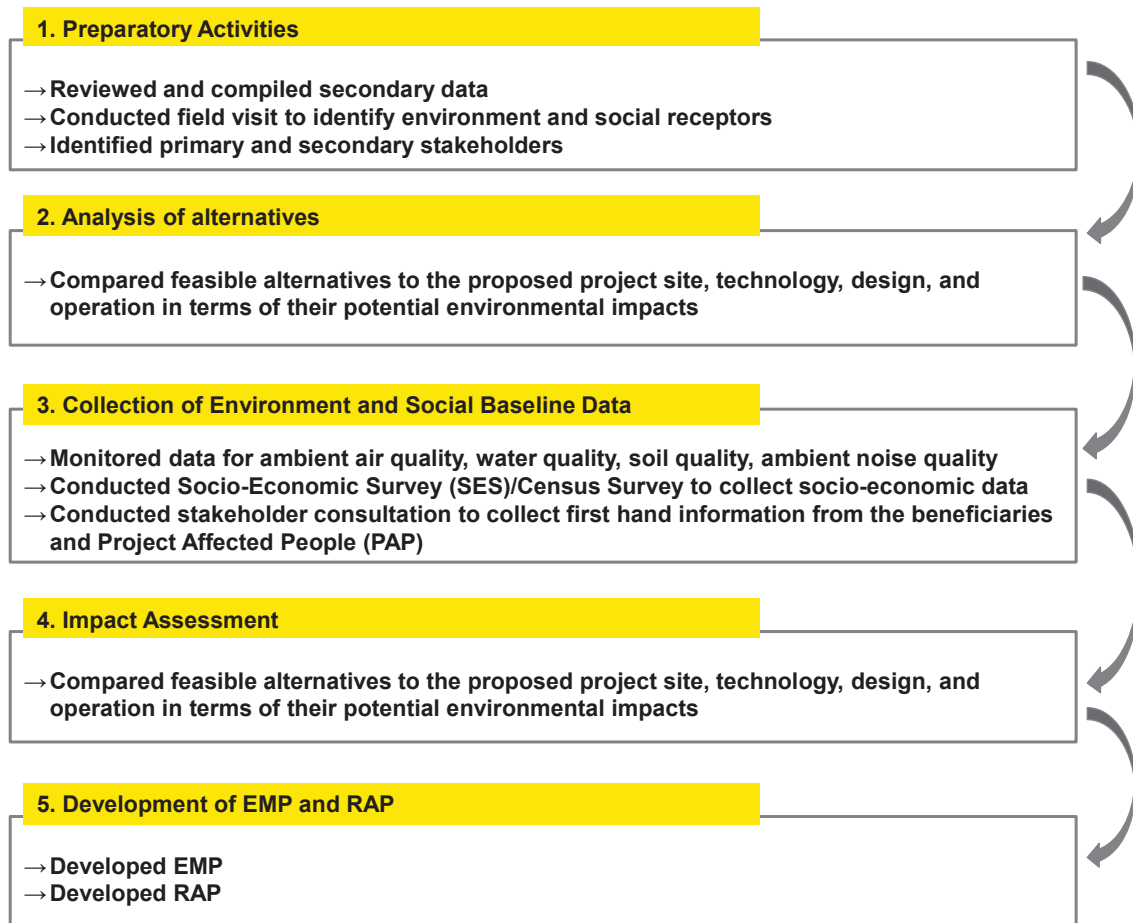 1. Preparatory Activities
→Reviewed and compiled secondary data
→Conducted field visit to identify environment and social receptors
→Identified primary and secondary stakeholders
2. Analysis of alternatives
→Compared feasible alternatives to the proposed project site, technology, design, and
operation in terms of their potential environmental impacts
3. Collection of Environment and Social Baseline Data
→Monitored data for ambient air quality, water quality, soil quality, ambient noise quality
→Conducted Socio-Economic Survey (SES)/Census Survey to collect socio-economic data
→Conducted stakeholder consultation to collect first hand information from the beneficiaries
and Project Affected People (PAP)
4. Impact Assessment
→Compared feasible alternatives to the proposed project site, technology, design, and
operation in terms of their potential environmental impacts
5. Development of EMP and RAP
→Developed EMP
→Developed RAP